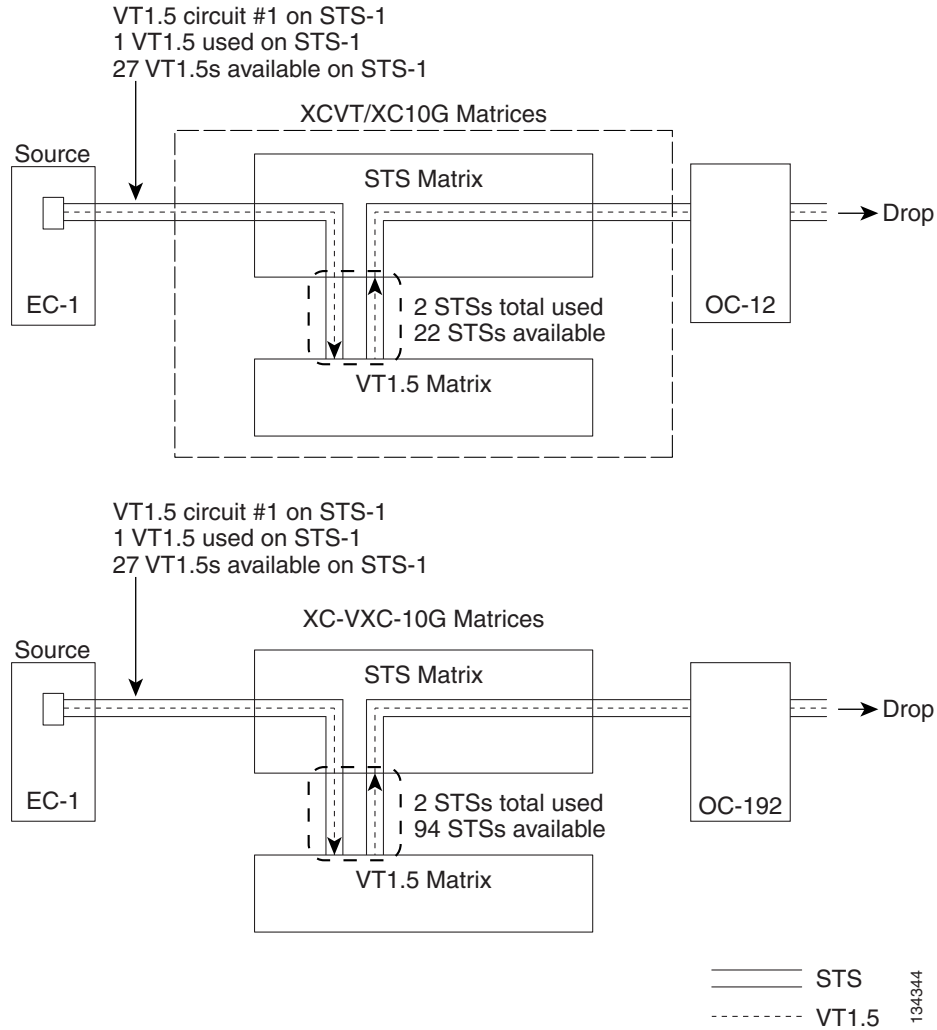 VT1.5 circuit #1 on STS-1
1 VT1.5 used on STS-1
27 VT1.5s available on STS-1
XCVT/XC10G Matrices
Source
STS Matrix
Drop
EC-1
2 STSs total used
22 STSs available
OC-12
VT1.5 Matrix
VT1.5 circuit #1 on STS-1
1 VT1.5 used on STS-1
27 VT1.5s available on STS-1
XC-VXC-10G Matrices
Source
STS Matrix
Drop
EC-1
2 STSs total used
94 STSs available
OC-192
VT1.5 Matrix
STS
VT1.5
134344